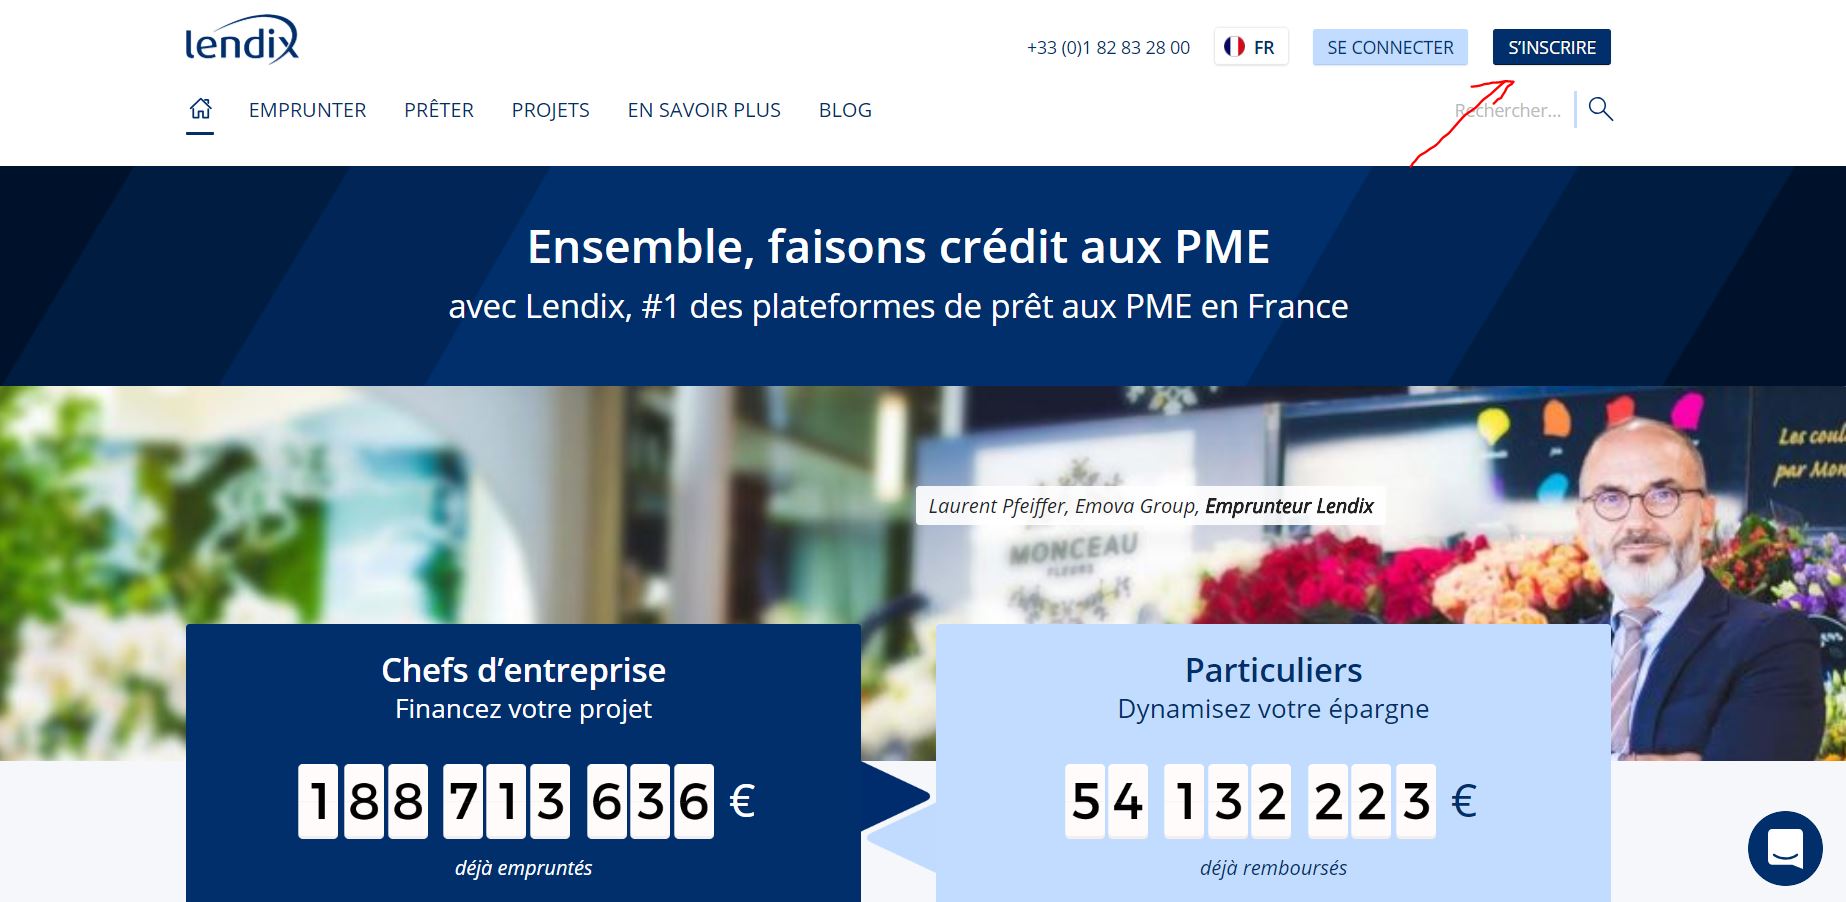 lendix
+33 (0)1 82 83 28 00
FR
SE CONNECTER
S'INSCRIRE
EMPRUNTER
PRÊTER
PROJETS
EN SAVOIR PLUS
BLOG
Rechercher...
Ensemble, faisons crédit aux PME
avec Lendix, #1 des plateformes de prêt aux PME en France
Les coul
par Mon
Laurent Pfeiffer, Emova Group, Emprunteur Lendix
MONCEAU
FLEURS
Chefs d’entreprise
Financez votre projet
188 713 636 €
déjà empruntés
Particuliers
Dynamisez votre épargne
54 132 223 €
déjà remboursés